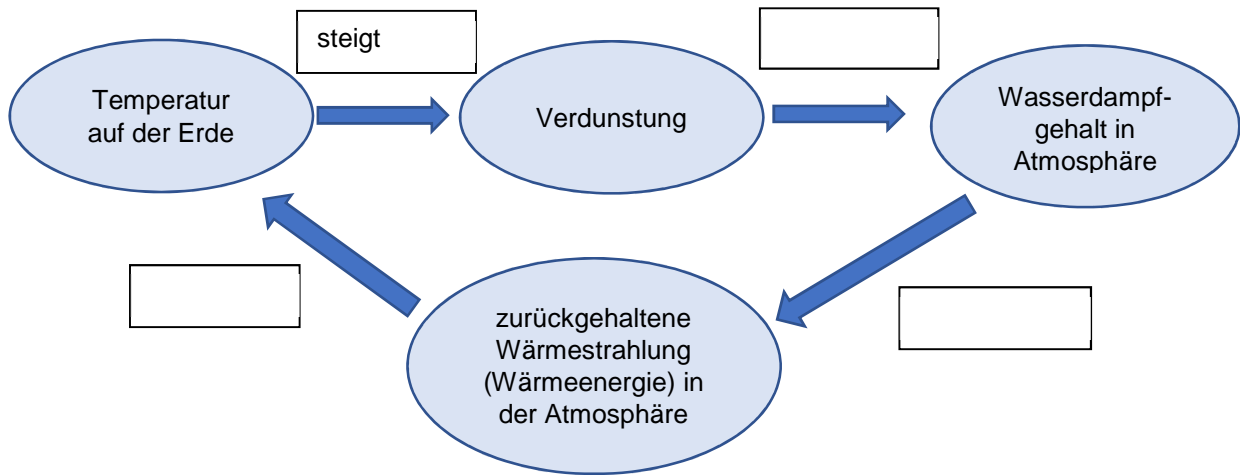 steigt
Temperatur
auf der Erde
Verdunstung
Wasserdampf-
gehalt in
Atmosphäre
zurückgehaltene
Wärmestrahlung
(Wärmeenergie) in
der Atmosphäre